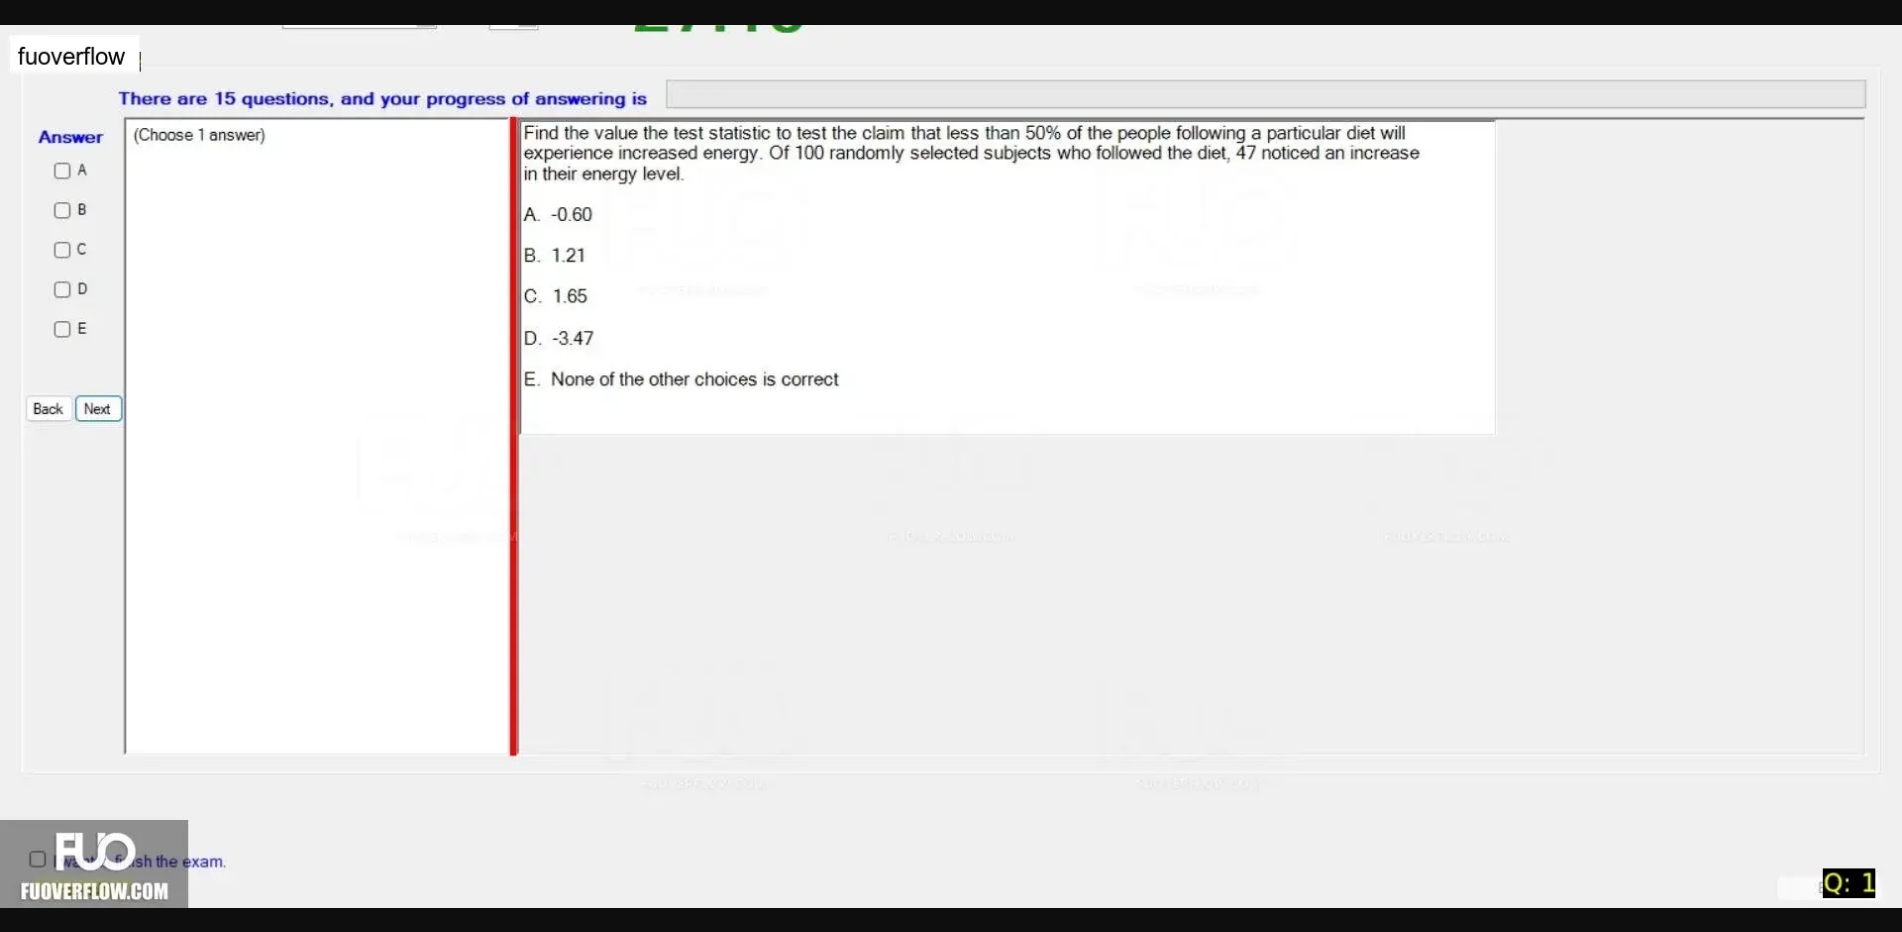 fuoverflow
There are 15 questions, and your progress of answering is
Answer
(Choose 1 answer)
A
B
C
D
E
Back Next
Find the value the test statistic to test the claim that less than 50% of the people following a particular diet will
experience increased energy. Of 100 randomly selected subjects who followed the diet, 47 noticed an increase
in their energy level.
A. -0.60
B. 1.21
C. 1.65
D. -3.47
E. None of the other choices is correct
FUO
the exam.
FUOVERFLOW.COM
Q: 1